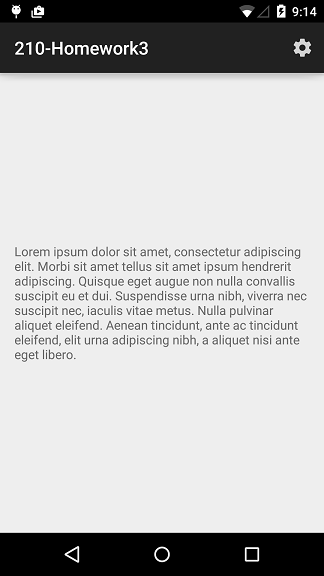 9:14
210-Homework3
Lorem ipsum dolor sit amet, consectetur adipiscing
elit. Morbi sit amet tellus sit amet ipsum hendrerit
adipiscing. Quisque eget augue non nulla convallis
suscipit eu et dui. Suspendisse urna nibh, viverra nec
suscipit nec, iaculis vitae metus. Nulla pulvinar
aliquet eleifend. Aenean tincidunt, ante ac tincidunt
eleifend, elit urna adipiscing nibh, a aliquet nisi ante
eget libero.